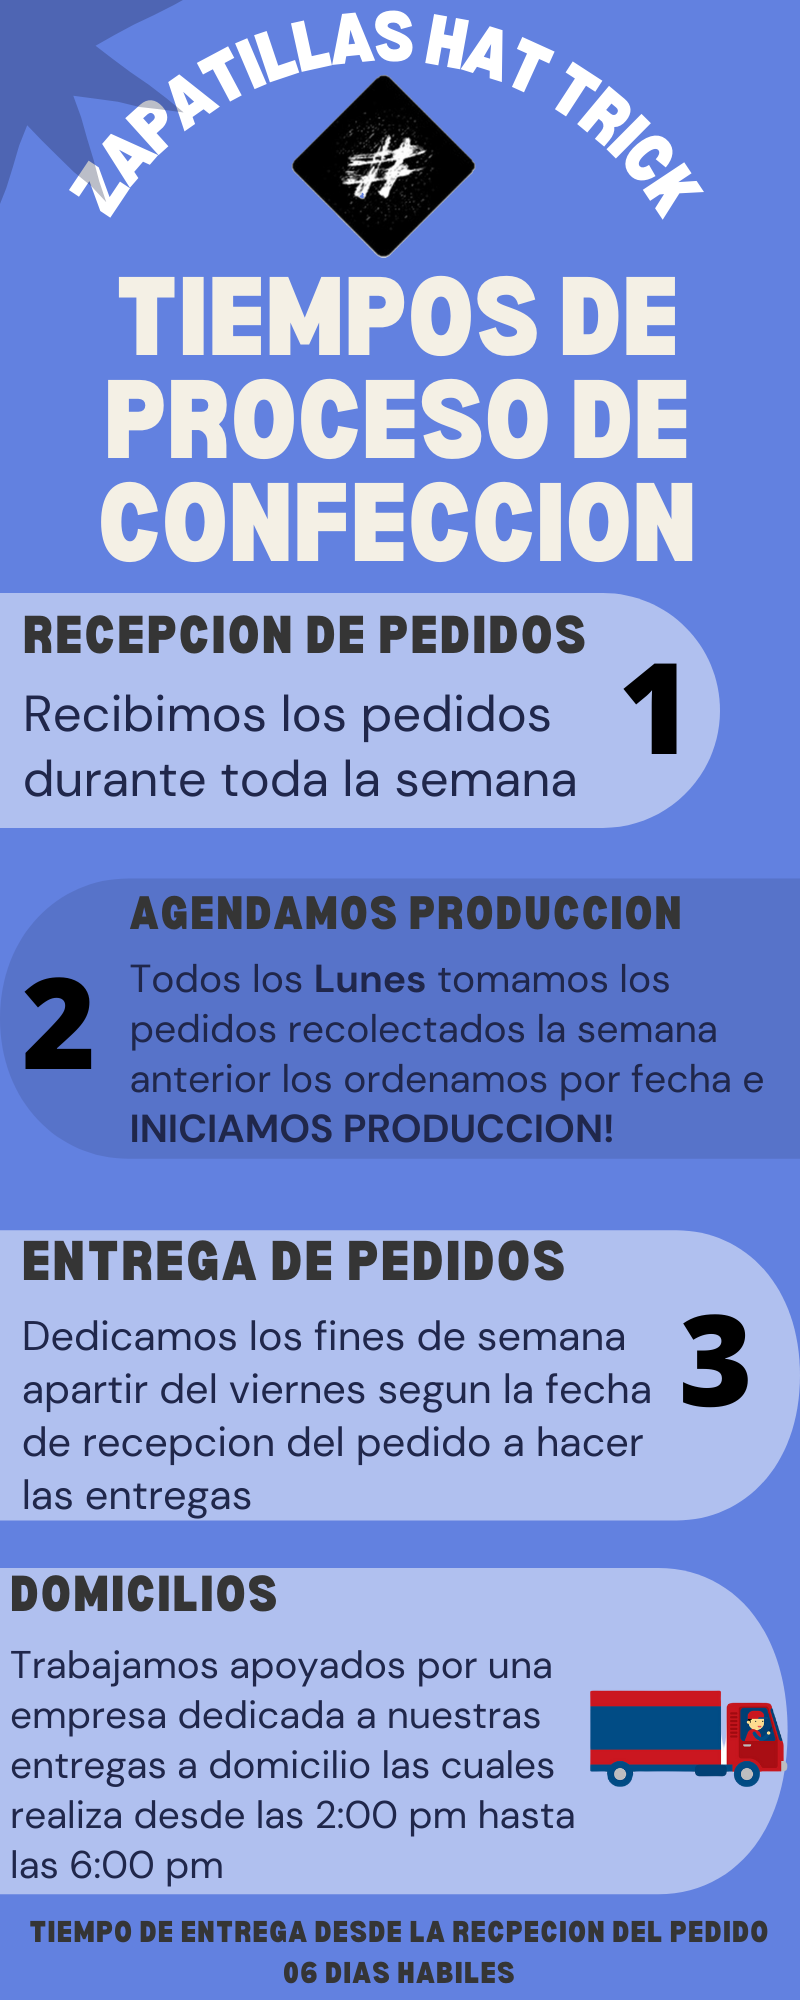 ZAPATILLAS HAT TRICK
#
TIEMPOS DE
PROCESO DE
CONFECCION
RECEPCION DE PEDIDOS
Recibimos los pedidos
durante toda la semana
1
AGENDAMOS PRODUCCION
Todos los Lunes tomamos los
pedidos recolectados la semana
anterior los ordenamos por fecha e
INICIAMOS PRODUCCION!
2
ENTREGA DE PEDIDOS
Dedicamos los fines de semana
apartir del viernes segun la fecha
de recepcion del pedido a hacer
las entregas
3
DOMICILIOS
Trabajamos apoyados por una
empresa dedicada a nuestras
entregas a domicilio las cuales
realiza desde las 2:00 pm hasta
las 6:00 pm
TIEMPO DE ENTREGA DESDE LA RECPECION DEL PEDIDO
06 DIAS HABILES